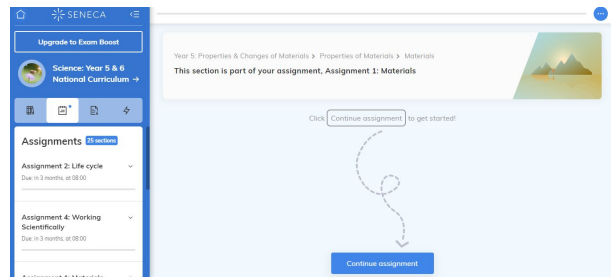 SENECA
Upgrade to Exam Boost
Science: Year 5 & 6
National Curriculum →
Assignments 25 sections
Assignment 2: Life cycle
Due: in 3 months, at 08:00
Assignment 4: Working
Scientifically
Due: in 3 months, at 08:00
Year 5: Properties & Changes of Materials > Properties of Materials > Materials
This section is part of your assignment, Assignment 1: Materials
Click Continue assignment to get started!
Continue assignment